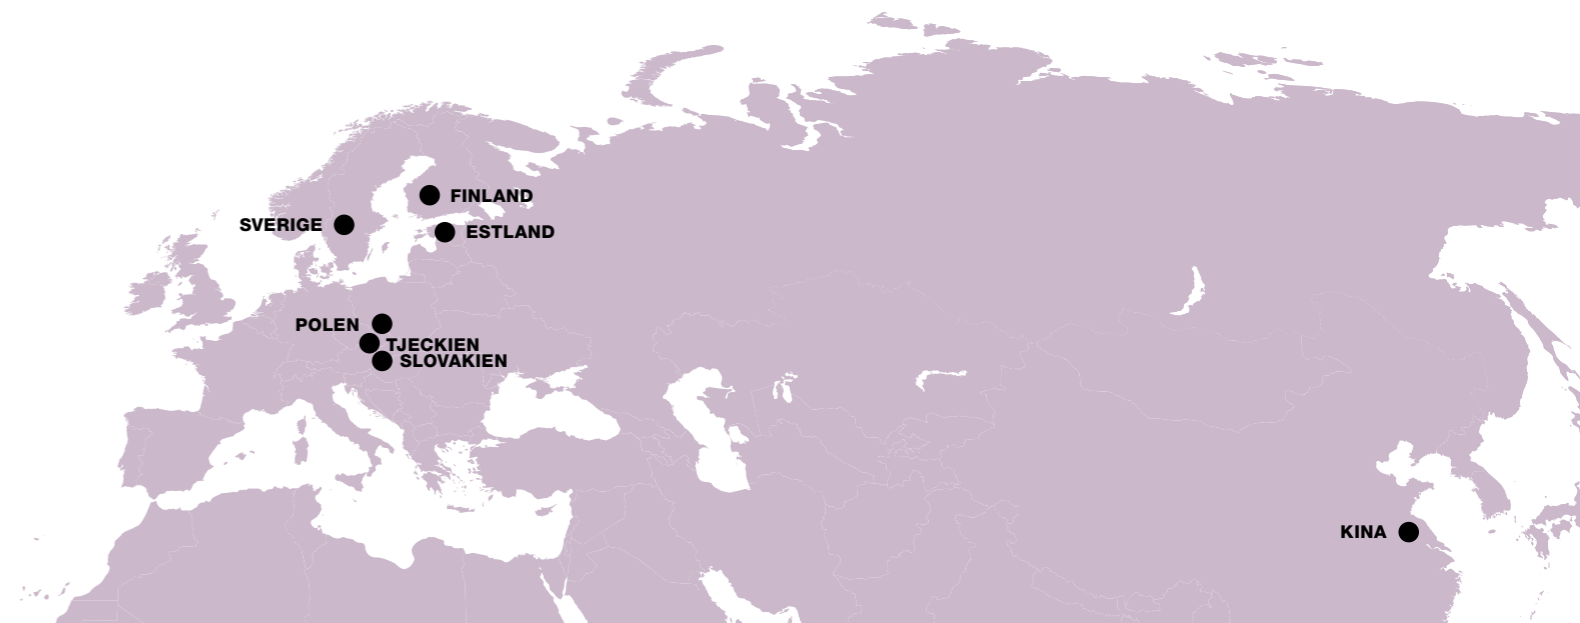 FINLAND
SVERIGE
ESTLAND
POLEN
TJECKIEN
SLOVAKIEN
KINA